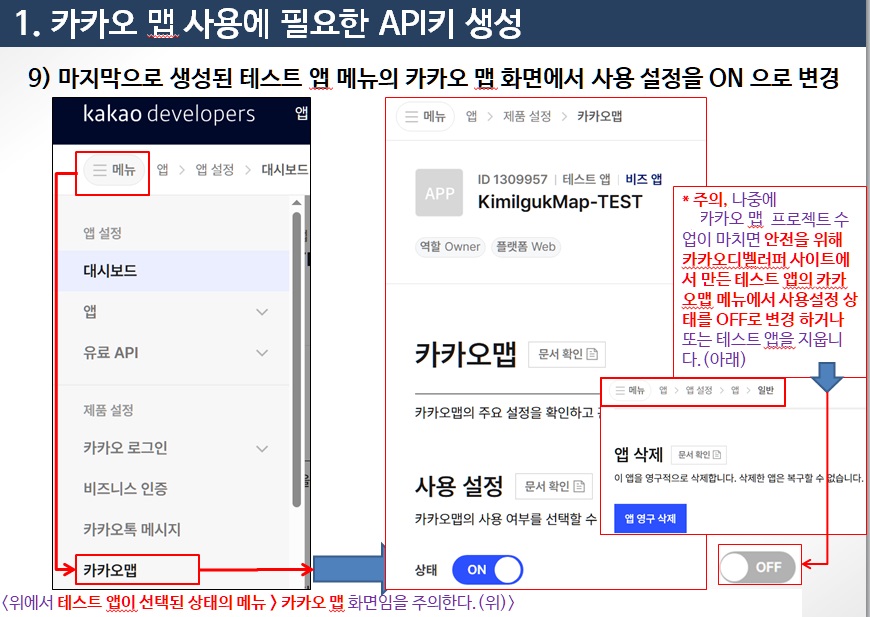 1. 카카오 맵 사용에 필요한 API키 생성
9) 마지막으로 생성된 테스트 앱 메뉴의 카카오 맵 화면에서 사용 설정을 ON 으로 변경
kakao developers
앱
메뉴
앱 > 앱 설정 > 대시보드
앱 설정
대시보드
앱
유료 API
제품 설정
카카오 로그인
비즈니스 인증
카카오톡 메시지
카카오맵
메뉴 앱 > 제품 설정 > 카카오맵
APP
ID 1309957 | 테스트 앱 | 비즈 앱
KimilgukMap-TEST
역할 Owner 플랫폼 Web
카카오맵 문서 확인
카카오맵의 주요 설정을 확인하고
사용 설정 문서 확인
카카오맵의 사용 여부를 선택할 수
상태 ON
* 주의, 나중에
카카오 맵 프로젝트 수
업이 마치면 안전을 위해
카카오디벨러퍼 사이트에
서 만든 테스트 앱의 카카
오맵 메뉴에서 사용설정 상
태를 OFF로 변경 하거나
또는 테스트 앱을 지웁니
다. (아래)
메뉴 앱 > 앱 설정 > 앱 > 일반
앱 삭제 문서 확인
이 앱을 영구적으로 삭제합니다. 삭제한 앱은 복구할 수 없습니다.
앱 영구 삭제
OFF
<위에서 테스트 앱이 선택된 상태의 메뉴 > 카카오 맵 화면임을 주의한다. (위)>